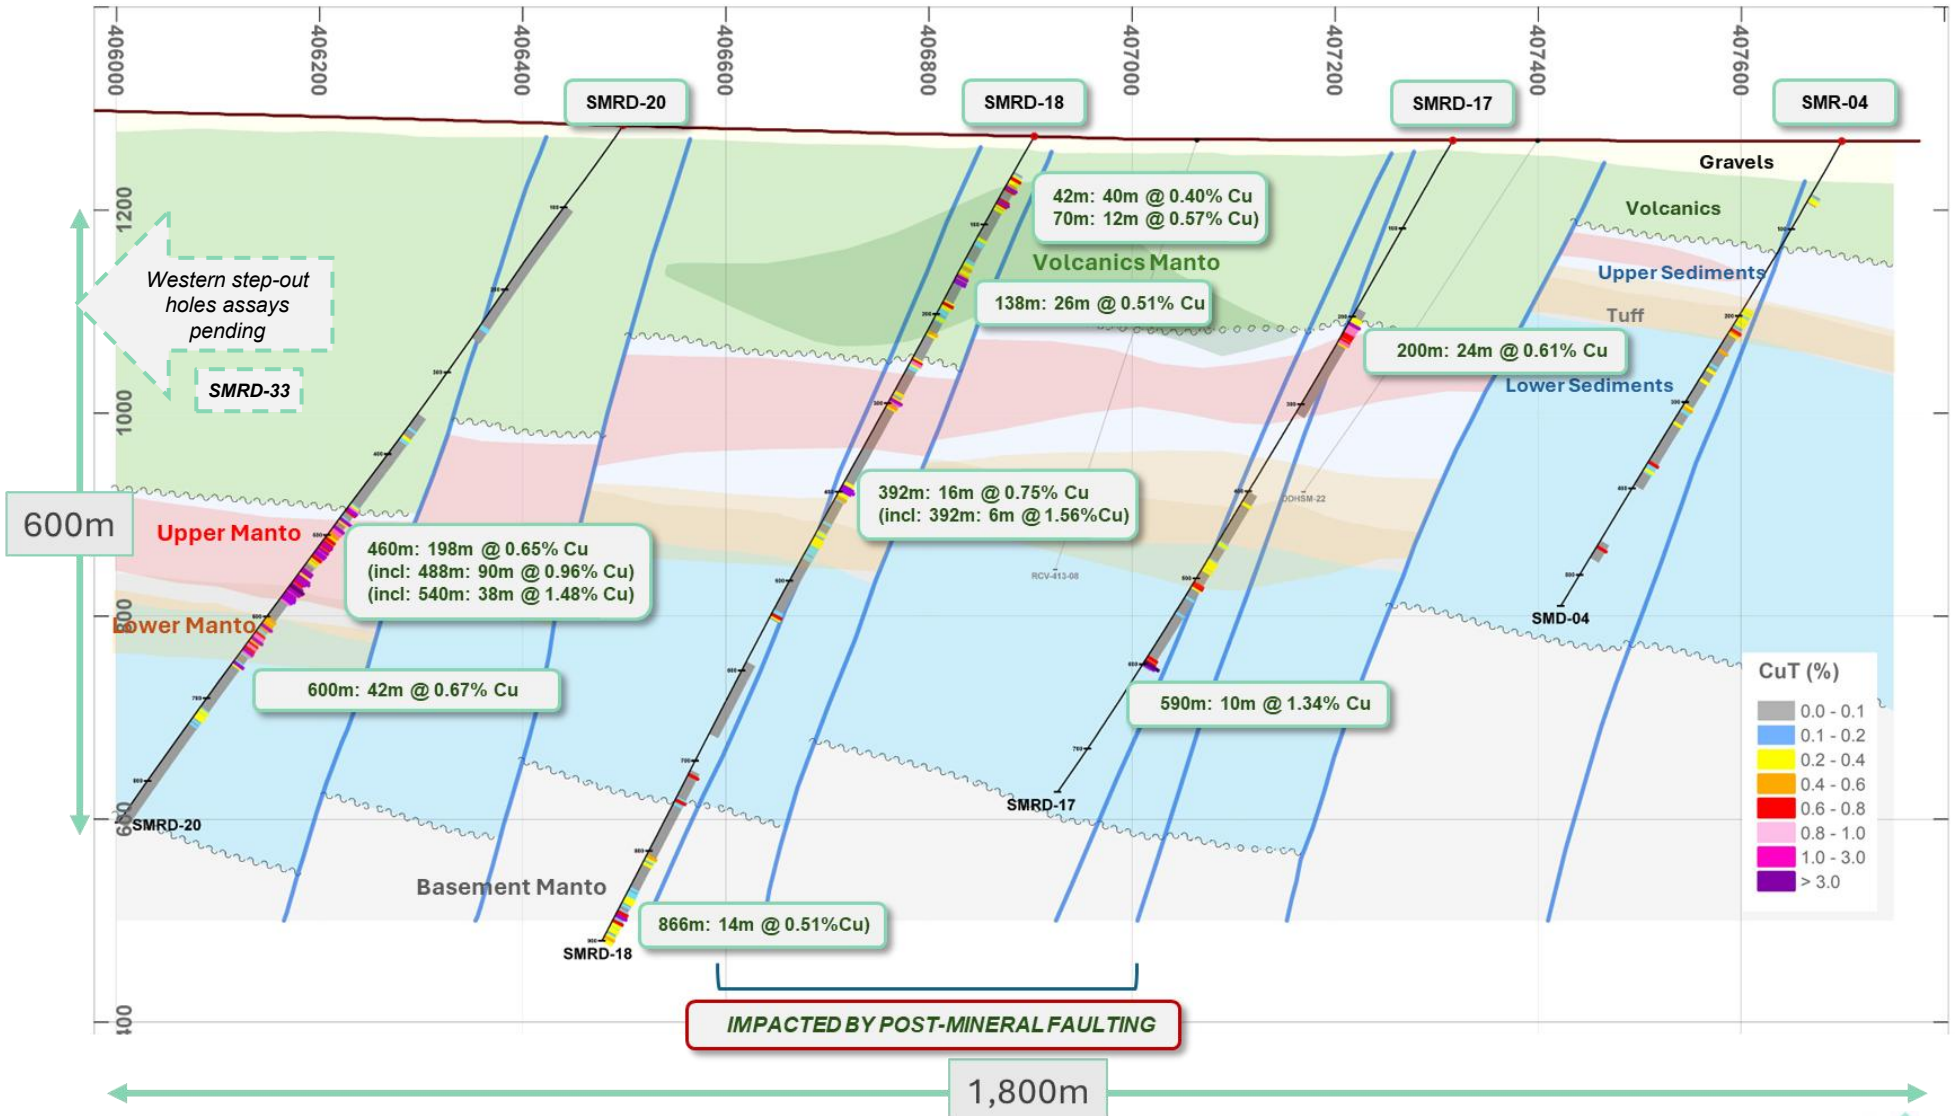 406000
406200
406400
406600
406800
407000
407200
407400
407600
SMRD-20
SMRD-18
SMRD-17
SMR-04
Gravels
1200
42m: 40m @ 0.40% Cu
70m: 12m @ 0.57% Cu)
Volcanics
Western step-out
holes assays
pending
Volcanics Manto
Upper Sediments
138m: 26m @ 0.51% Cu
Tuff
200m: 24m @ 0.61% Cu
SMRD-33
Lower Sediments
1000
392m: 16m @ 0.75% Cu
(incl: 392m: 6m @ 1.56%Cu)
DDHSM-22
600m
Upper Manto
460m: 198m @ 0.65% Cu
(incl: 488m: 90m @ 0.96% Cu)
(incl: 540m: 38m @ 1.48% Cu)
RCV-413-08
Lower Manto
SMD-04
600m: 42m @ 0.67% Cu
590m: 10m @ 1.34% Cu
CuT (%)
0.0 - 0.1
0.1 - 0.2
0.2 - 0.4
0.4 - 0.6
0.6 - 0.8
0.8 - 1.0
1.0 - 3.0
> 3.0
SMRD-17
SMRD-20
Basement Manto
866m: 14m @ 0.51%Cu)
SMRD-18
IMPACTED BY POST-MINERAL FAULTING
1,800m